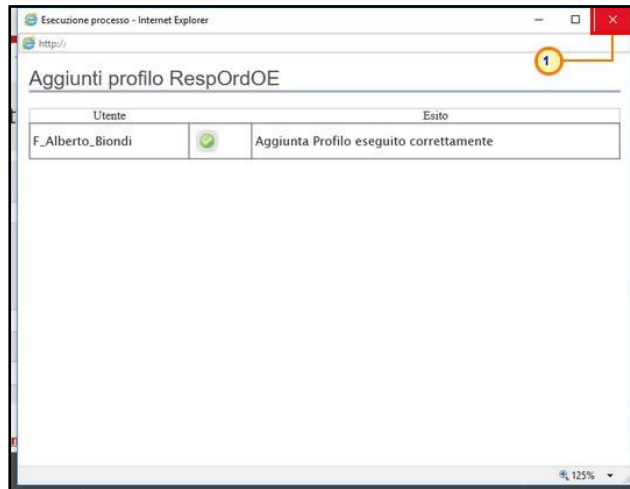 Esecuzione processo - Internet Explorer
http://
1
Aggiunti profilo RespOrdOE
Utente Esito
F_Alberto_Biondi Aggiunta Profilo eseguito correttamente
125%